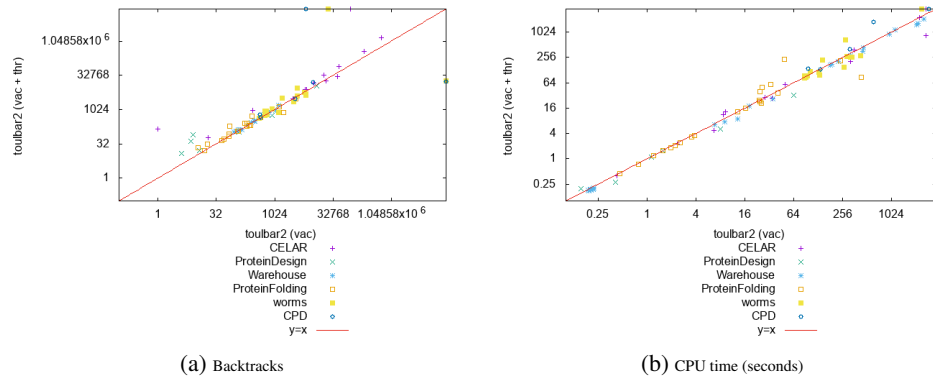 toulbar2 (vac + thr)
1.04858x10^6
32768
1024
32
1
1 32 1024 32768 1.04858x10^6
toulbar2 (vac)
CELAR
ProteinDesign
Warehouse
ProteinFolding
worms
CPD
y=x
(a) Backtracks
toulbar2 (vac + thr)
1024
256
64
16
4
1
0.25
0.25 1 4 16 64 256 1024
toulbar2 (vac)
CELAR
ProteinDesign
Warehouse
ProteinFolding
worms
CPD
y=x
(b) CPU time (seconds)